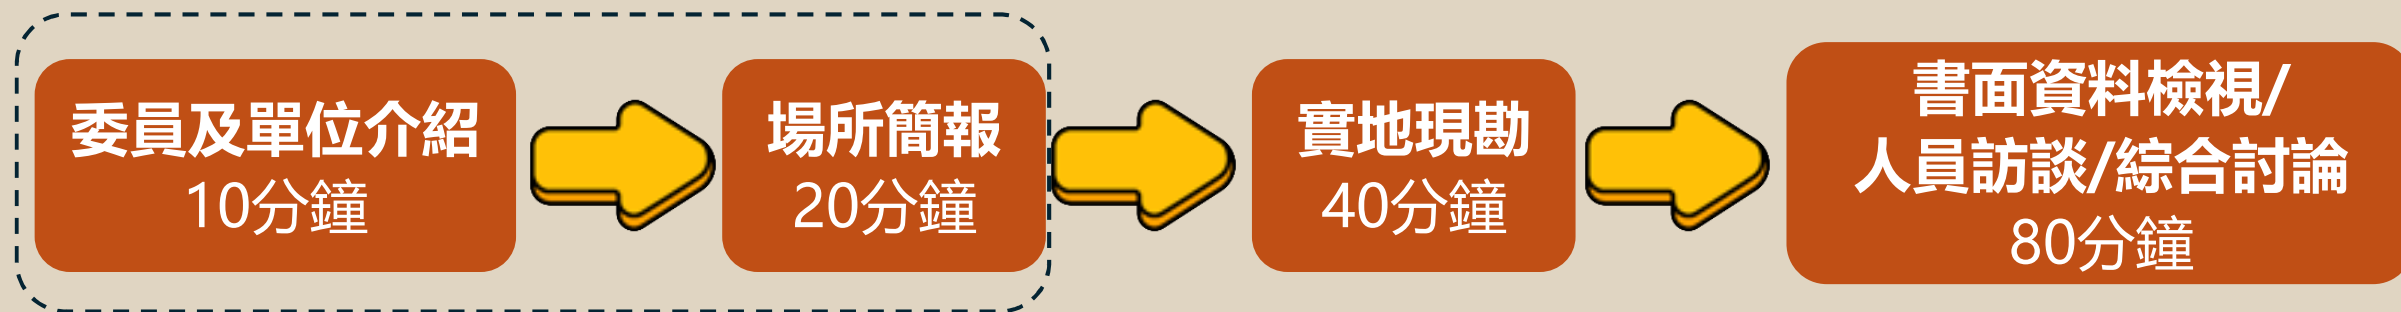 委員及單位介紹
10分鐘
場所簡報
20分鐘
實地現勘
40分鐘
書面資料檢視/
人員訪談/綜合討論
80分鐘